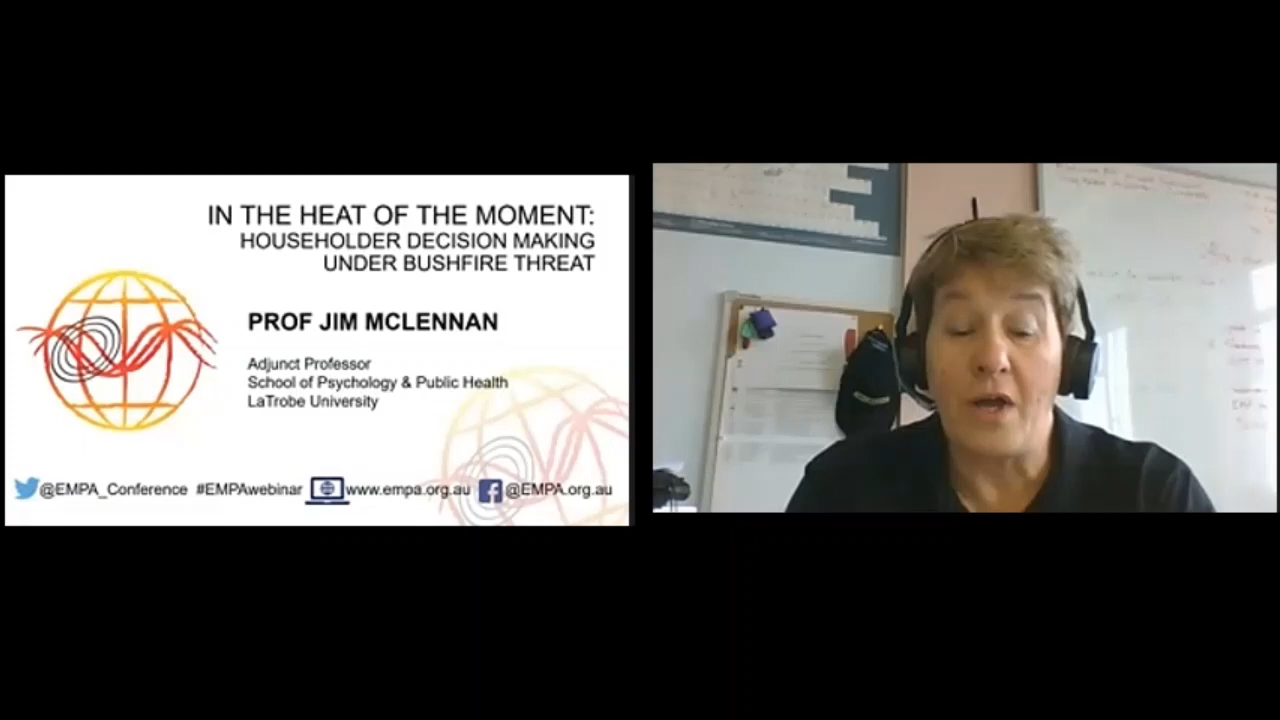 IN THE HEAT OF THE MOMENT:
HOUSEHOLDER DECISION MAKING
UNDER BUSHFIRE THREAT
PROF JIM MCLENNAN
Adjunct Professor
School of Psychology & Public Health
LaTrobe University
@EMPA_Conference #EMPAwebinar www.empa.org.au @EMPA.org.au